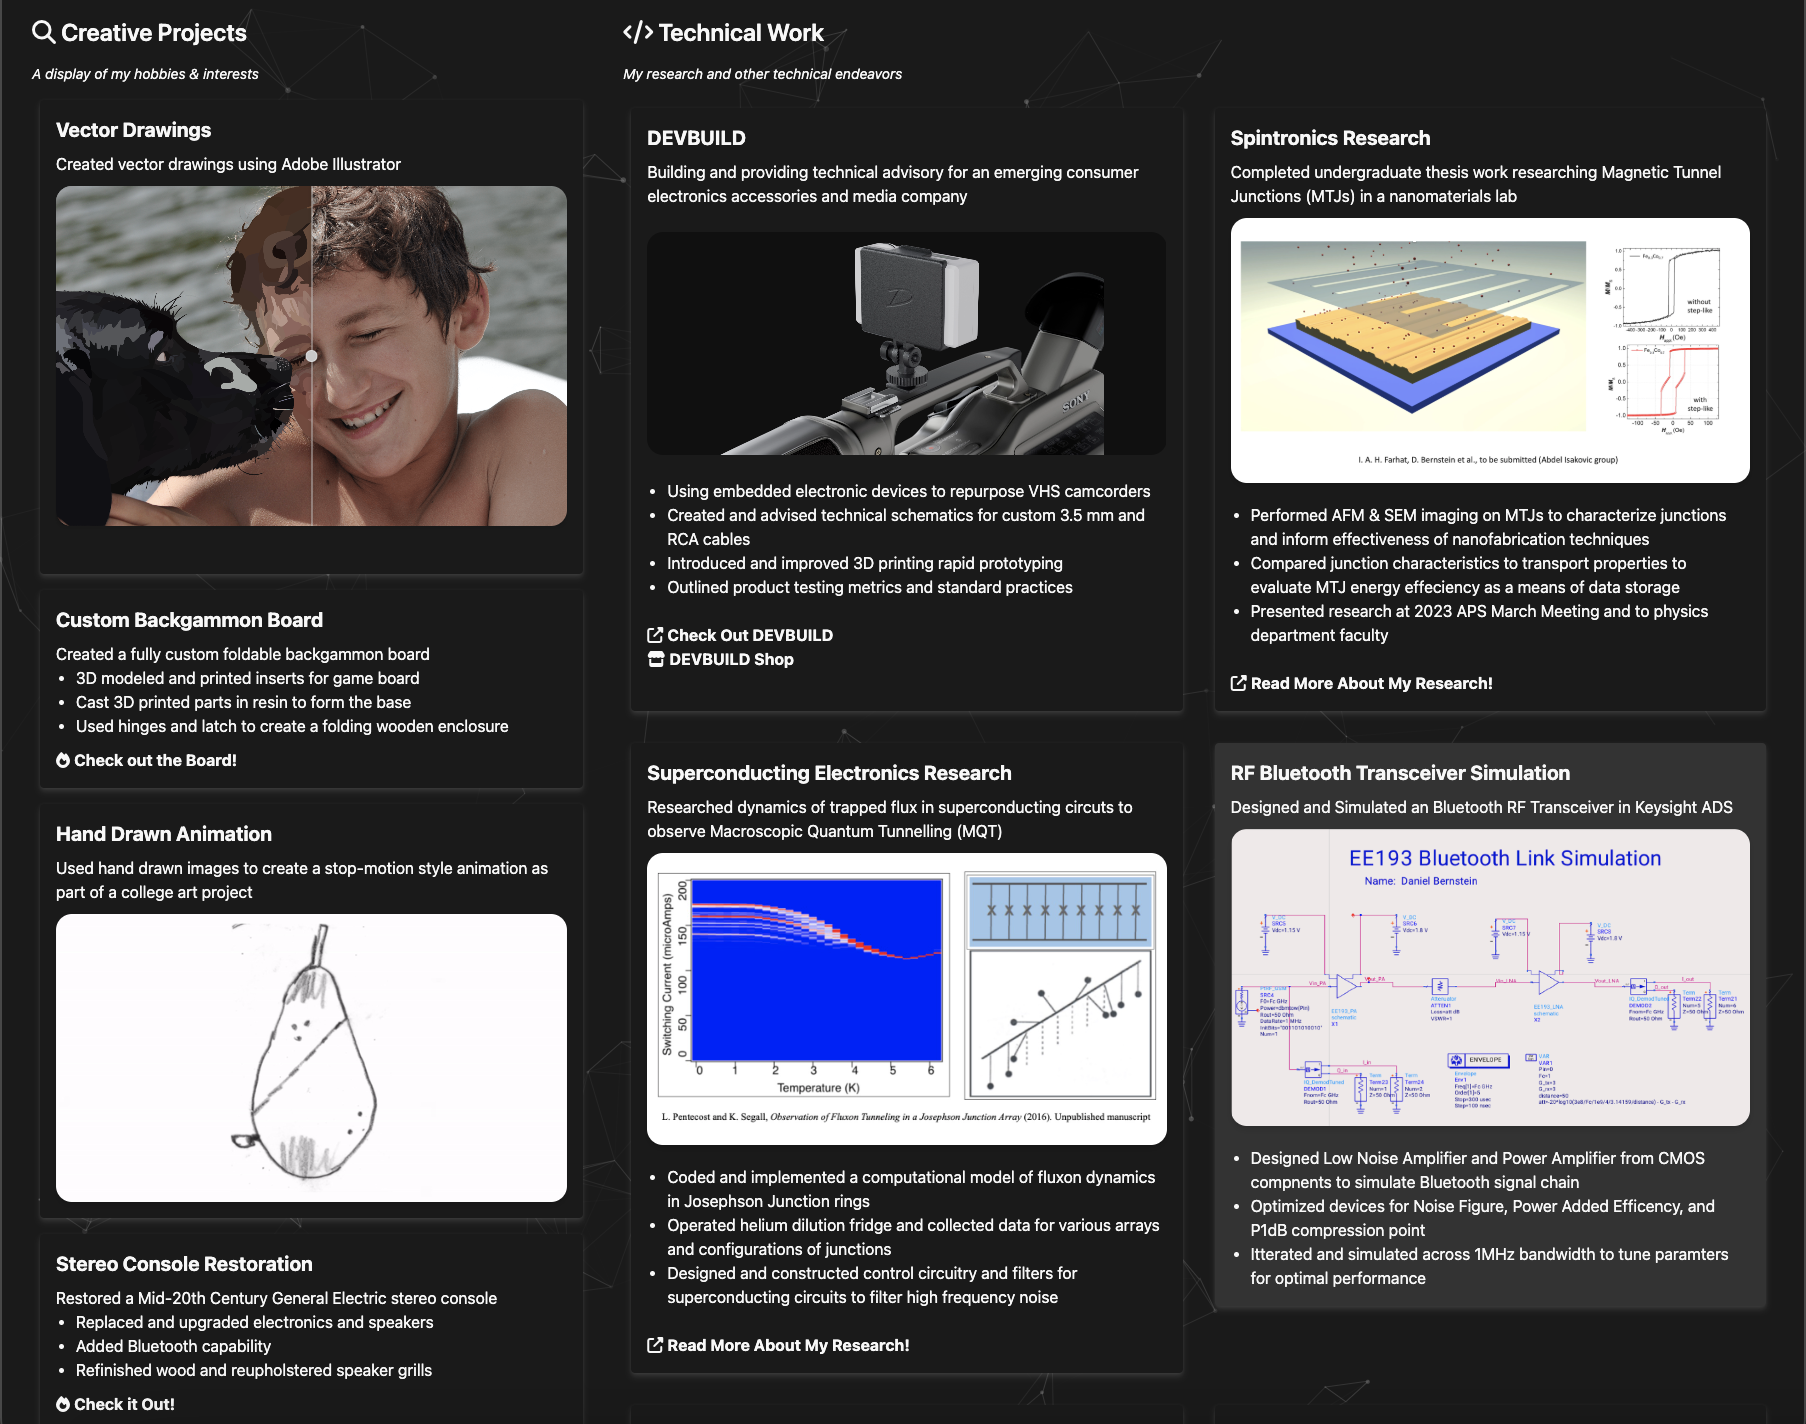 Creative Projects
A display of my hobbies & interests
Vector Drawings
Created vector drawings using Adobe Illustrator
Custom Backgammon Board
Created a fully custom foldable backgammon board
• 3D modeled and printed inserts for game board
• Cast 3D printed parts in resin to form the base
• Used hinges and latch to create a folding wooden enclosure
Check out the Board!
Hand Drawn Animation
Used hand drawn images to create a stop-motion style animation as
part of a college art project
Stereo Console Restoration
Restored a Mid-20th Century General Electric stereo console
• Replaced and upgraded electronics and speakers
• Added Bluetooth capability
• Refinished wood and reupholstered speaker grills
Check it Out!
Technical Work
My research and other technical endeavors
DEVBUILD
Building and providing technical advisory for an emerging consumer
electronics accessories and media company
SONY
• Using embedded electronic devices to repurpose VHS camcorders
• Created and advised technical schematics for custom 3.5 mm and
RCA cables
• Introduced and improved 3D printing rapid prototyping
• Outlined product testing metrics and standard practices
Check Out DEVBUILD
DEVBUILD Shop
Superconducting Electronics Research
Researched dynamics of trapped flux in superconducting circuts to
observe Macroscopic Quantum Tunnelling (MQT)
Switching Current (microAmps)
200
150
100
50
0
0 1 2 3 4 5 6
Temperature (K)
L. Pentecost and K. Segall, Observation of Fluxon Tunneling in a Josephson Junction Array (2016). Unpublished manuscript
• Coded and implemented a computational model of fluxon dynamics
in Josephson Junction rings
• Operated helium dilution fridge and collected data for various arrays
and configurations of junctions
• Designed and constructed control circuitry and filters for
superconducting circuits to filter high frequency noise
Read More About My Research!
Spintronics Research
Completed undergraduate thesis work researching Magnetic Tunnel
Junctions (MTJs) in a nanomaterials lab
without
step-like
with
step-like
I. A. H. Farhat, D. Bernstein et al., to be submitted (Abdel Isakovic group)
• Performed AFM & SEM imaging on MTJs to characterize junctions
and inform effectiveness of nanofabrication techniques
• Compared junction characteristics to transport properties to
evaluate MTJ energy effeciency as a means of data storage
• Presented research at 2023 APS March Meeting and to physics
department faculty
Read More About My Research!
RF Bluetooth Transceiver Simulation
Designed and Simulated an Bluetooth RF Transceiver in Keysight ADS
EE193 Bluetooth Link Simulation
Name: Daniel Bernstein
ENVELOPE
• Designed Low Noise Amplifier and Power Amplifier from CMOS
compnents to simulate Bluetooth signal chain
• Optimized devices for Noise Figure, Power Added Efficency, and
P1dB compression point
• Itterated and simulated across 1MHz bandwidth to tune paramters
for optimal performance